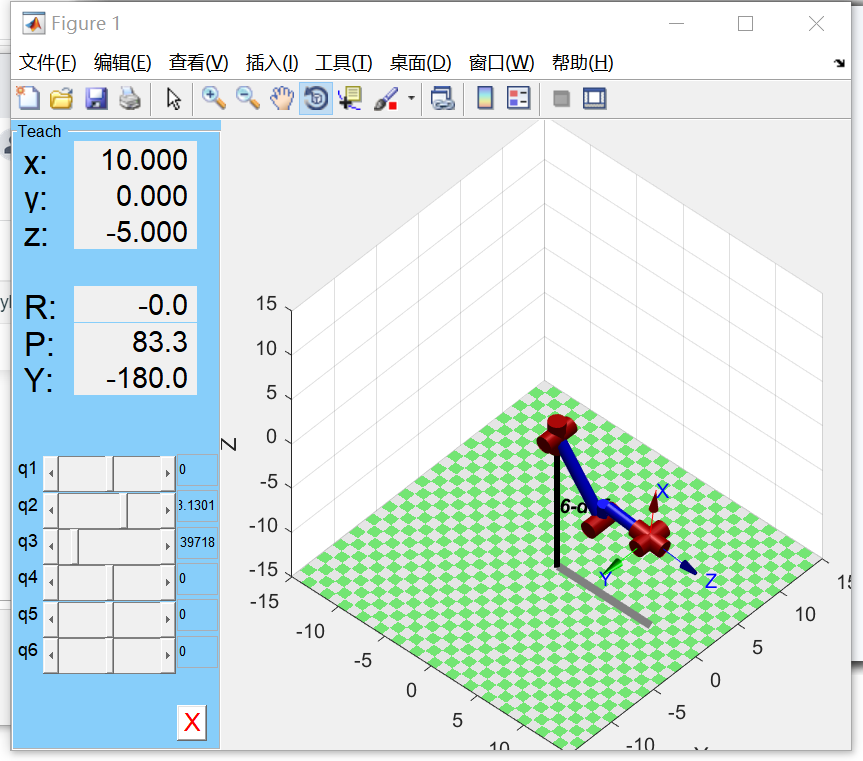 Figure 1
文件(F) 编辑(E) 查看(V) 插入(I) 工具(T) 桌面(D) 窗口(W) 帮助(H)
Teach
x: 10.000
y: 0.000
z: -5.000
R: -0.0
P: 83.3
Y: -180.0
q1 0
q2 3.1301
q3 39718
q4 0
q5 0
q6 0
X
Z
15
10
5
0
-5
-10
-15
-15
-10
-5
0
5
10
-10
-5
0
5
10
15
6-d
X
Y
Z